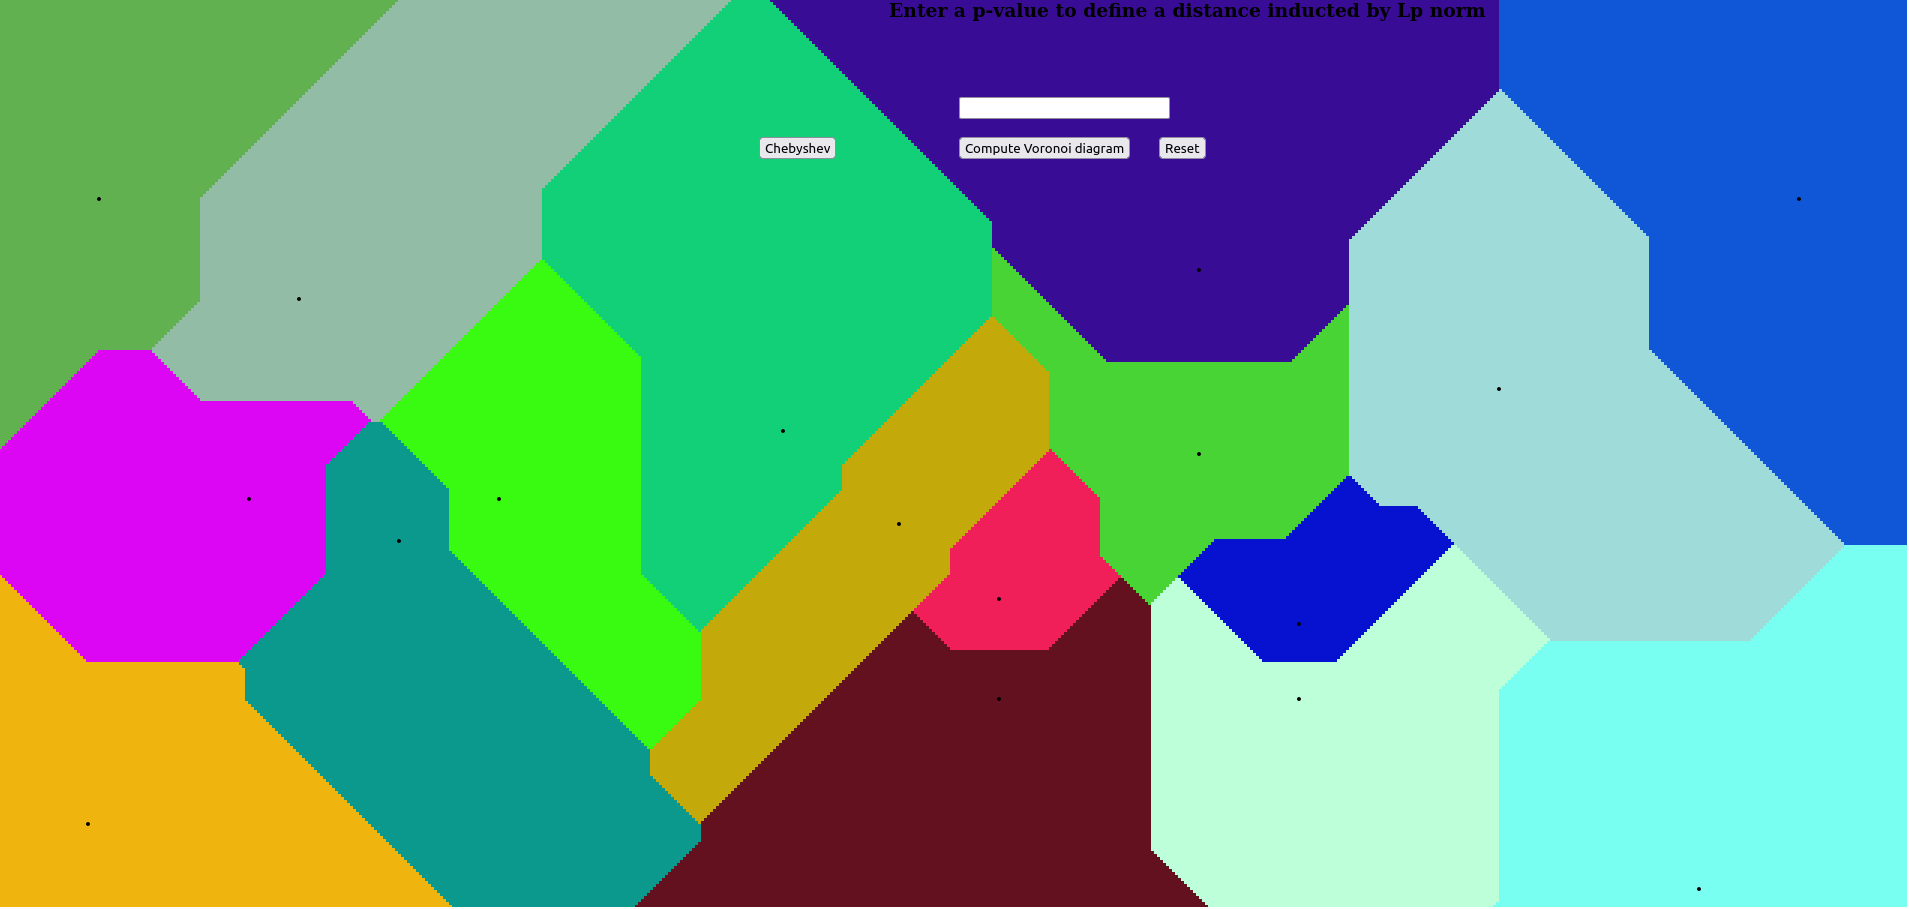 Enter a p-value to define a distance inducted by Lp norm
Chebyshev
Compute Voronoi diagram
Reset